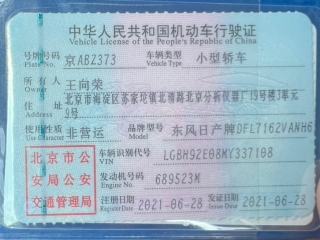 中华人民共和国机动车行驶证
Vehicle License of the People's Republic of China
号牌号码 京ABZ373 车辆类型 小型轿车
Plate No. Vehicle Type
所有人 王向荣
Owner
住址 北京市海淀区苏家坨镇北清路北京分析仪器厂19号楼3单元
Address 9号
使用性质 非营运 品牌型号 东风日产牌DFL7162VANH6
Use Character Model
北京市公
安局公安
交通管理局
车辆识别代号 LGBH92E08MY337108
VIN
发动机号码 689523M
Engine No.
注册日期 2021-06-28 发证日期 2021-06-28
Register Date Issue Date